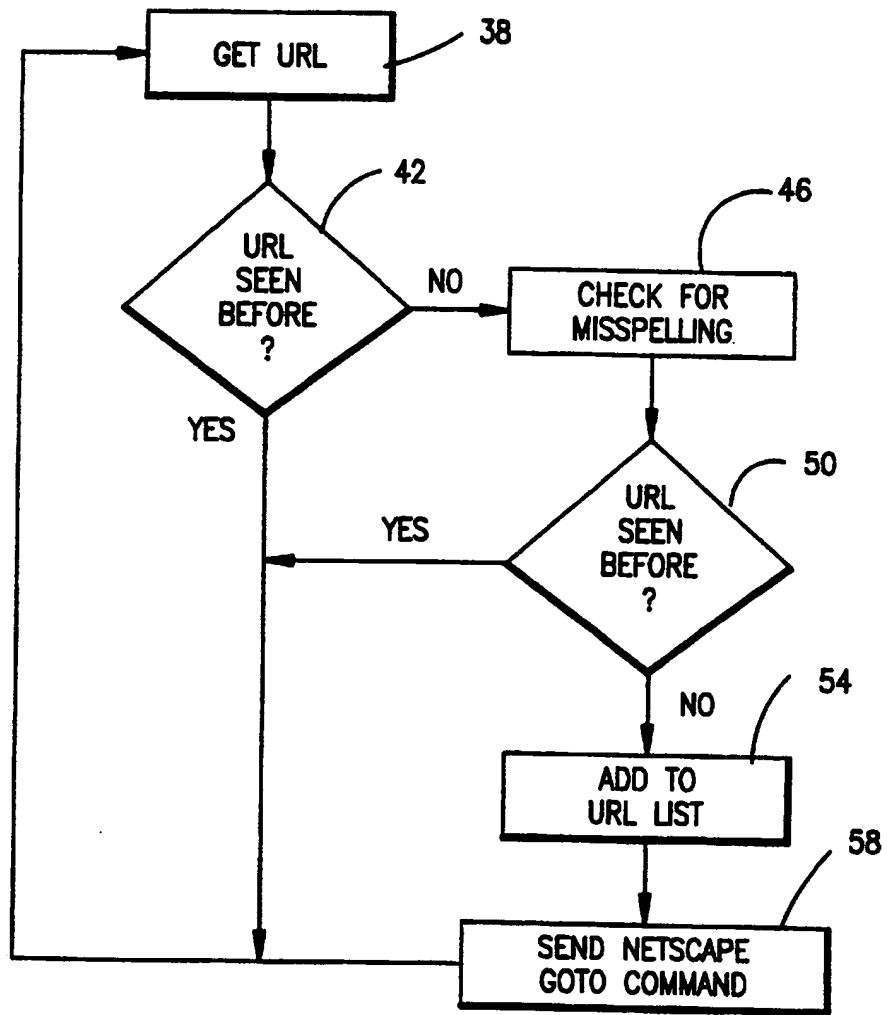 GET URL
38
42
URL
SEEN
BEFORE
?
NO
YES
46
CHECK FOR
MISSPELLING
50
URL
SEEN
BEFORE
?
YES
NO
54
ADD TO
URL LIST
58
SEND NETSCAPE
GOTO COMMAND